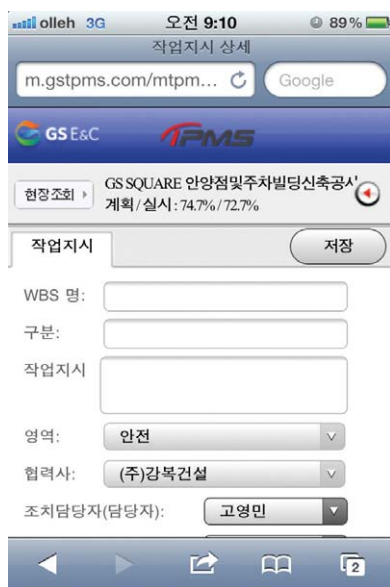 olleh 3G 오전 9:10 89%
작업지시 상세
m.gstpms.com/mtpm... Google
GS E&C TPMS
현장조회 GS SQUARE 안양점및주차빌딩신축공사
계획/실시 : 74.7% / 72.7%
작업지시 저장
WBS 명:
구분:
작업지시
영역: 안전
협력사: (주)강복건설
조치담당자(담당자): 고영민
2